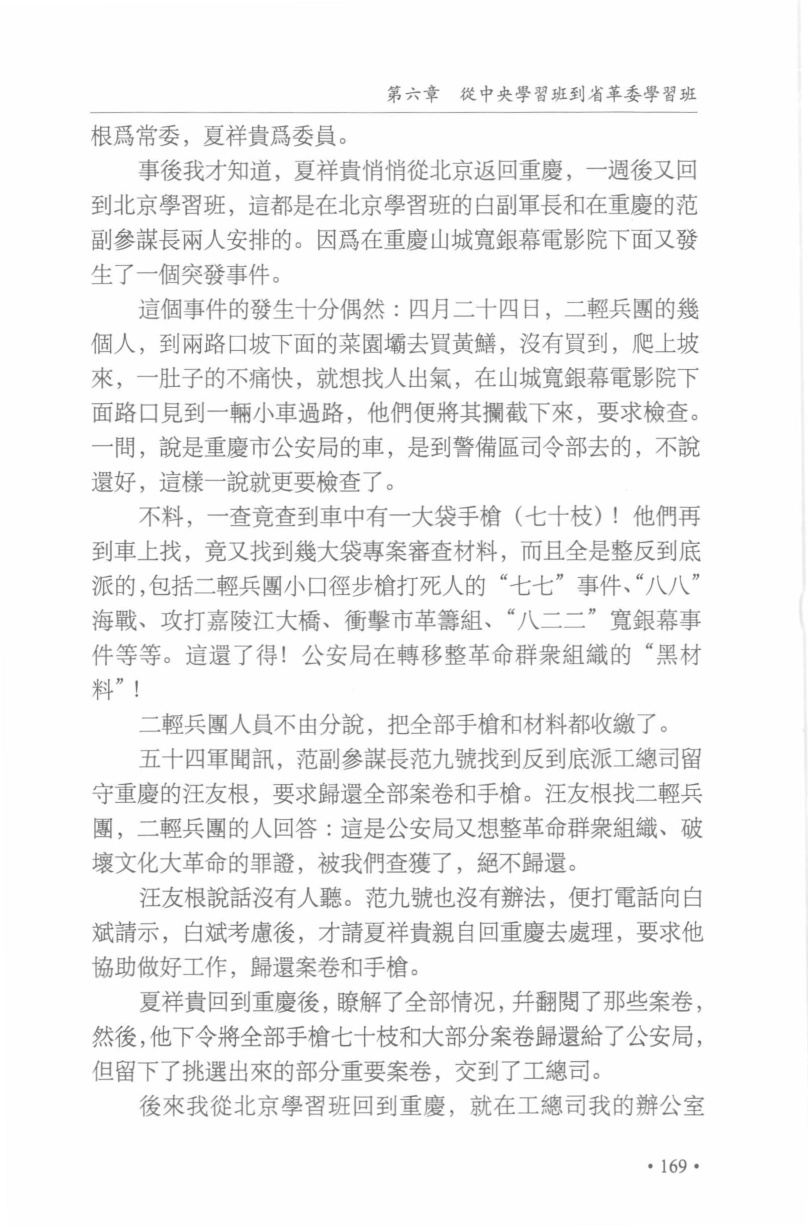 第六章　從中央學習班到省革委學習班
根爲常委，夏祥貴爲委員。
事後我才知道，夏祥貴悄悄從北京返回重慶，一週後又回
到北京學習班，這都是在北京學習班的白副軍長和在重慶的范
副參謀長兩人安排的。因爲在重慶山城寬銀幕電影院下面又發
生了一個突發事件。
這個事件的發生十分偶然：四月二十四日，二輕兵團的幾
個人，到兩路口坡下面的菜園壩去買黃鱔，沒有買到，爬上坡
來，一肚子的不痛快，就想找人出氣，在山城寬銀幕電影院下
面路口見到一輛小車過路，他們便將其攔截下來，要求檢查。
一問，說是重慶市公安局的車，是到警備區司令部去的，不說
還好，這樣一說就更要檢查了。
不料，一查竟查到車中有一大袋手槍（七十枝）！他們再
到車上找，竟又找到幾大袋專案審查材料，而且全是整反到底
派的，包括二輕兵團小口徑步槍打死人的“七七”事件、“八八”
海戰、攻打嘉陵江大橋、衝擊市革籌組、“八二二”寬銀幕事
件等等。這還了得！公安局在轉移整革命群衆組織的“黑材
料”！
二輕兵團人員不由分說，把全部手槍和材料都收繳了。
五十四軍聞訊，范副參謀長范九號找到反到底派工總司留
守重慶的汪友根，要求歸還全部案卷和手槍。汪友根找二輕兵
團，二輕兵團的人回答：這是公安局又想整革命群衆組織、破
壞文化大革命的罪證，被我們查獲了，絕不歸還。
汪友根說話沒有人聽。范九號也沒有辦法，便打電話向白
斌請示，白斌考慮後，才請夏祥貴親自回重慶去處理，要求他
協助做好工作，歸還案卷和手槍。
夏祥貴回到重慶後，瞭解了全部情况，幷翻閱了那些案卷，
然後，他下令將全部手槍七十枝和大部分案卷歸還給了公安局，
但留下了挑選出來的部分重要案卷，交到了工總司。
後來我從北京學習班回到重慶，就在工總司我的辦公室
•169•